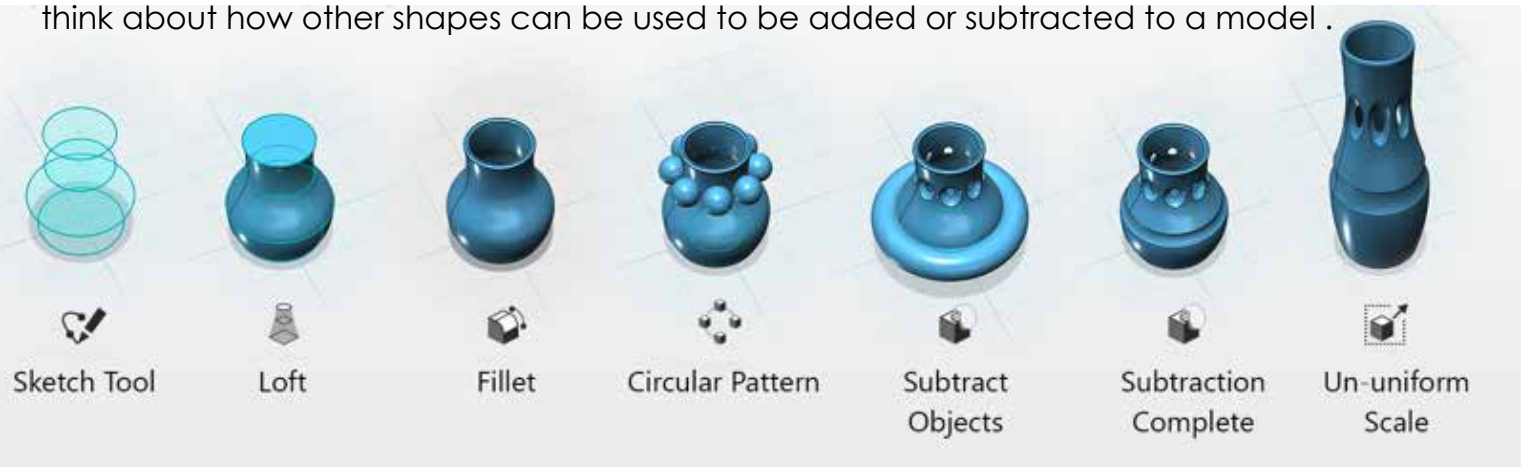 think about how other shapes can be used to be added or subtracted to a model .
Sketch Tool
Loft
Fillet
Circular Pattern
Subtract
Objects
Subtraction
Complete
Un-uniform
Scale